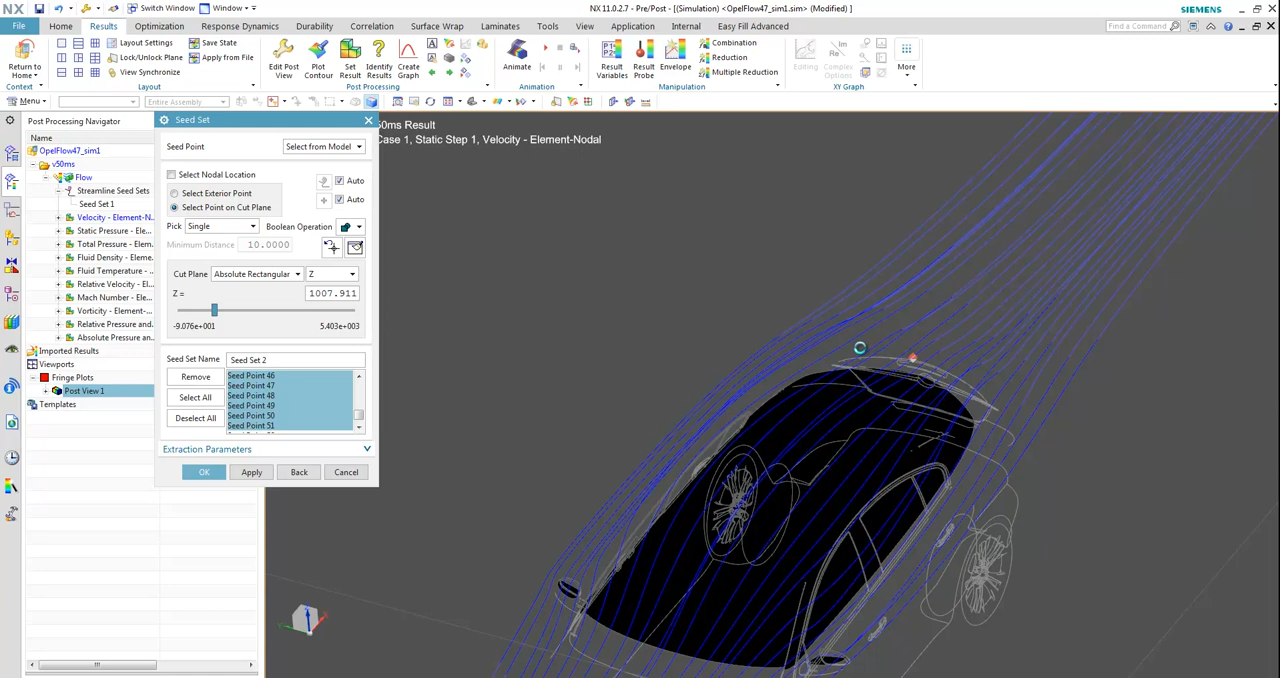 NX
Switch Window
Window
NX 11.0.2.7 - Pre/Post - [(Simulation) <OpelFlow47_sim1.sim> (Modified) ]
SIEMENS
File
Home
Results
Optimization
Response Dynamics
Durability
Correlation
Surface Wrap
Laminates
Tools
View
Application
Internal
Easy Fill Advanced
Find a Command
Return to Home
Layout Settings
Lock/Unlock Plane
View Synchronize
Save State
Apply from File
Edit Post View
Plot Contour
Set Result
Identify Results
Create Graph
Animate
Result Variables
Result Probe
Envelope
Combination
Reduction
Multiple Reduction
Editing
Complex Options
More
Context
Layout
Post Processing
Animation
Manipulation
XY Graph
Menu
Entire Assembly
Post Processing Navigator
Name
OpelFlow47_sim1
v50ms
Flow
Streamline Seed Sets
Seed Set 1
Velocity - Element-N...
Static Pressure - Ele...
Total Pressure - Elem...
Fluid Density - Elem...
Fluid Temperature - ...
Relative Velocity - El...
Mach Number - Ele...
Vorticity - Element-...
Relative Pressure and...
Absolute Pressure an...
Imported Results
Viewports
Fringe Plots
Post View 1
Templates
Seed Set
Seed Point
Select from Model
Select Nodal Location
Select Exterior Point
Select Point on Cut Plane
Auto
Auto
Pick
Single
Boolean Operation
Minimum Distance
10.0000
Cut Plane
Absolute Rectangular
Z
Z =
1007.911
-9.076e+001
5.403e+003
Seed Set Name
Seed Set 2
Remove
Select All
Deselect All
Seed Point 46
Seed Point 47
Seed Point 48
Seed Point 49
Seed Point 50
Seed Point 51
Extraction Parameters
OK
Apply
Back
Cancel
50ms Result
Case 1, Static Step 1, Velocity - Element-Nodal